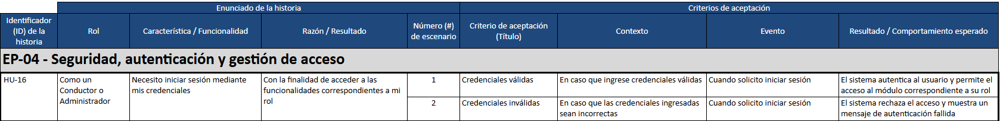 Enunciado de la historia
Criterios de aceptación
Identificador
(ID) de la
historia
Rol
Característica / Funcionalidad
Razón / Resultado
Número (#)
de escenario
Criterio de aceptación
(Título)
Contexto
Evento
Resultado / Comportamiento esperado
EP-04 - Seguridad, autenticación y gestión de acceso
HU-16
Como un
Conductor o
Administrador
Necesito iniciar sesión mediante
mis credenciales
Con la finalidad de acceder a las
funcionalidades correspondientes a mi
rol
1
Credenciales válidas
En caso que ingrese credenciales válidas
Cuando solicito iniciar sesión
El sistema autentica al usuario y permite el
acceso al módulo correspondiente a su rol
2
Credenciales inválidas
En caso que las credenciales ingresadas
sean incorrectas
Cuando solicito iniciar sesión
El sistema rechaza el acceso y muestra un
mensaje de autenticación fallida